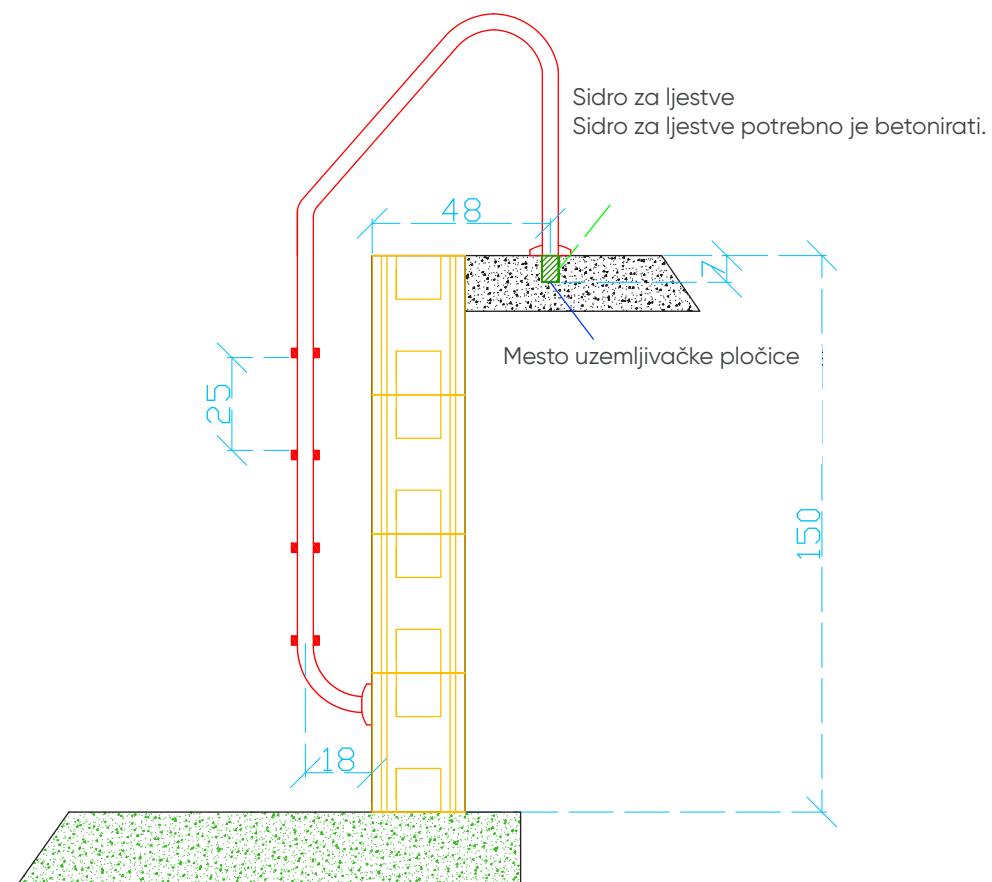 Sidro za ljestve
Sidro za ljestve potrebno je betonirati.
48
7
Mesto uzemljivačke pločice
25
150
18